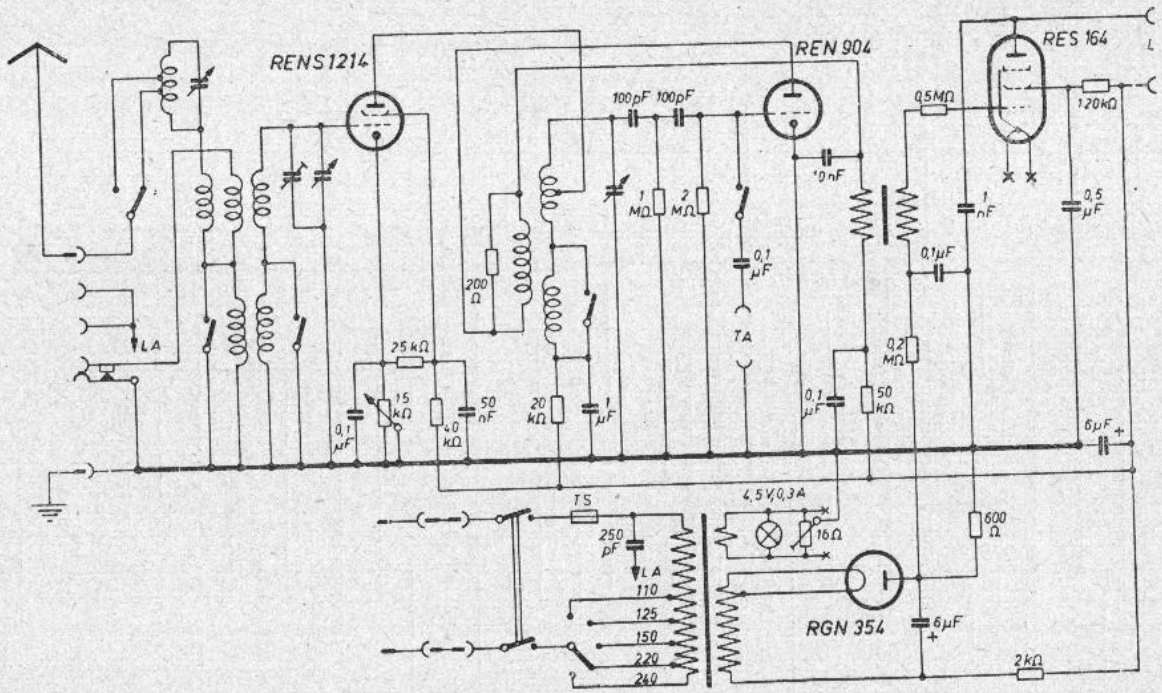 RENS1214
REN 904
RES 164
L
100pF
100pF
0,5MΩ
120kΩ
10nF
1
MΩ
2
MΩ
1
nF
0,5
µF
0,1
µF
0,1µF
200
Ω
LA
TA
25kΩ
0,2
MΩ
15
kΩ
50
nF
0,1
µF
40
kΩ
20
kΩ
1
µF
0,1
µF
50
kΩ
6µF
+
TS
4,5V,0,3A
250
pF
16Ω
600
Ω
LA
110
125
150
220
240
RGN 354
6µF
+
2kΩ